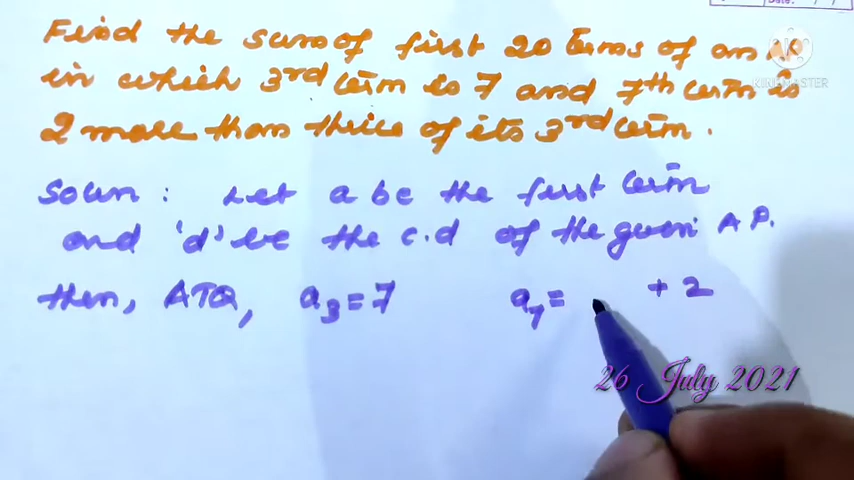 Find the sum of first 20 terms of an AP
in which 3rd term is 7 and 7th term is
2 more than thrice of its 3rd term.
Soln : Let a be the first term
and 'd' be the c.d of the given A P.
then, ATQ, a₃ = 7 a₇ = + 2
26 July 2021
KINEMASTER